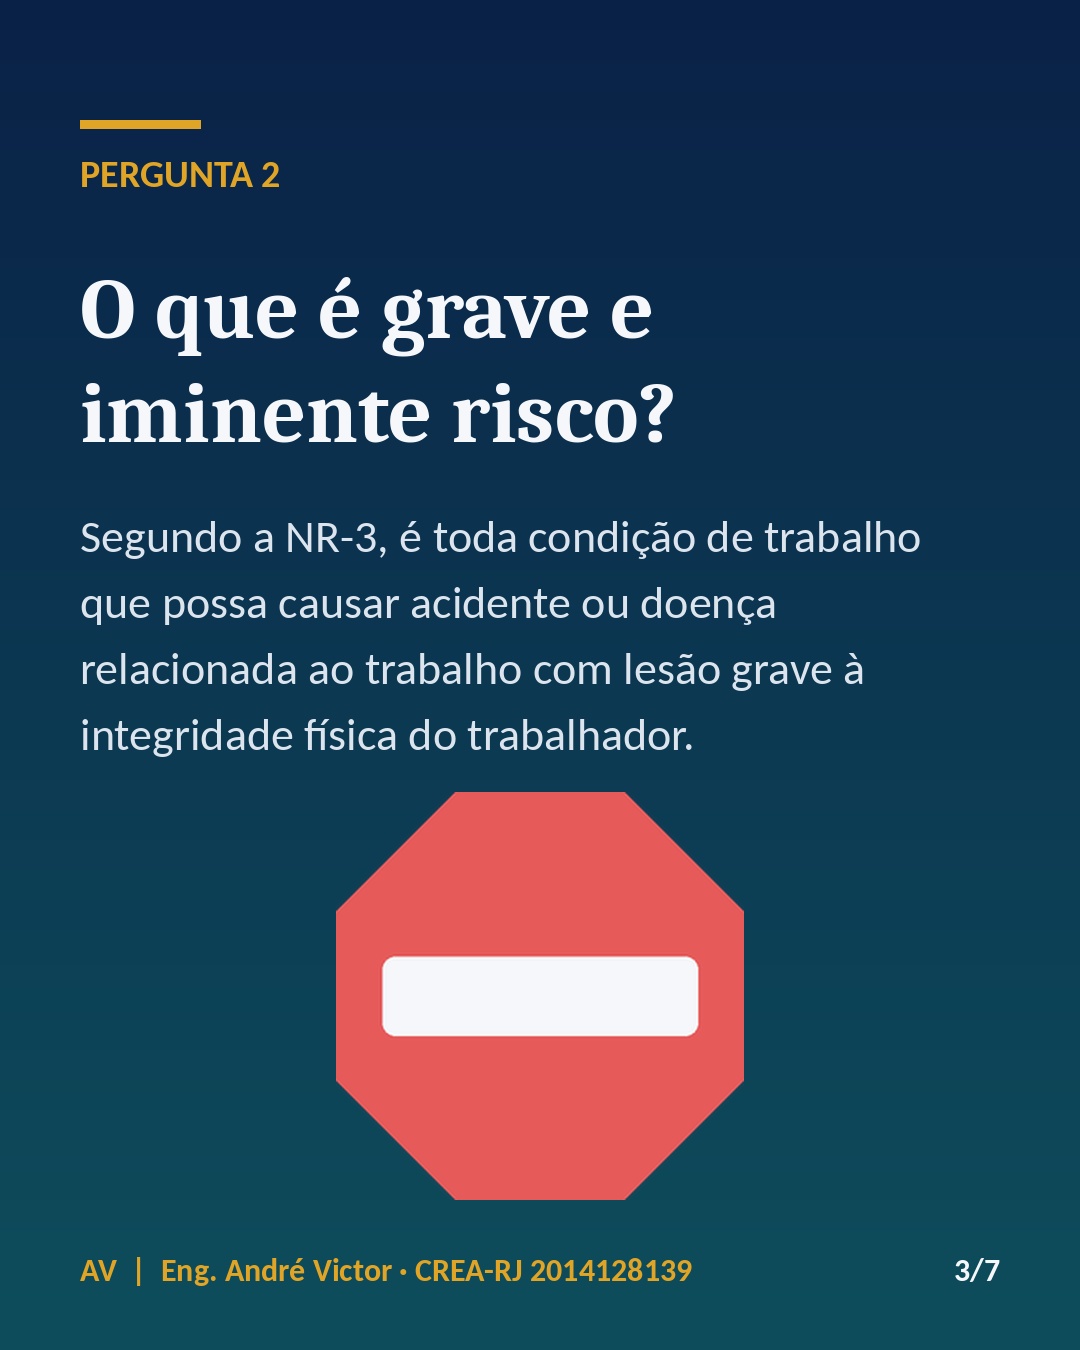 PERGUNTA 2
O que é grave e
iminente risco?
Segundo a NR-3, é toda condição de trabalho
que possa causar acidente ou doença
relacionada ao trabalho com lesão grave à
integridade física do trabalhador.
AV | Eng. André Victor · CREA-RJ 2014128139
3/7